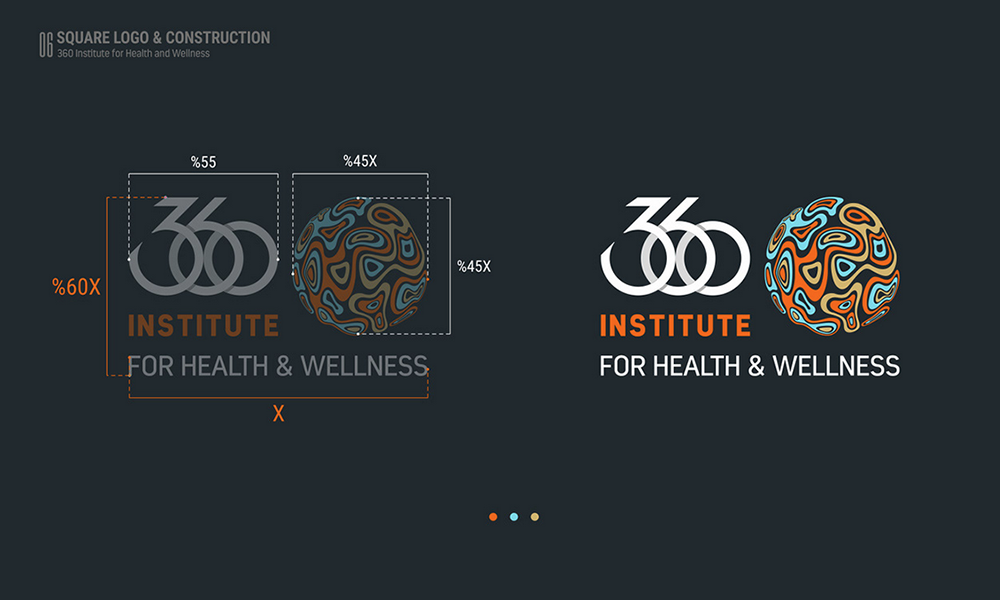 06
SQUARE LOGO & CONSTRUCTION
360 Institute for Health and Wellness
%55
%45X
%60X
%45X
360
INSTITUTE
FOR HEALTH & WELLNESS
X
360
INSTITUTE
FOR HEALTH & WELLNESS